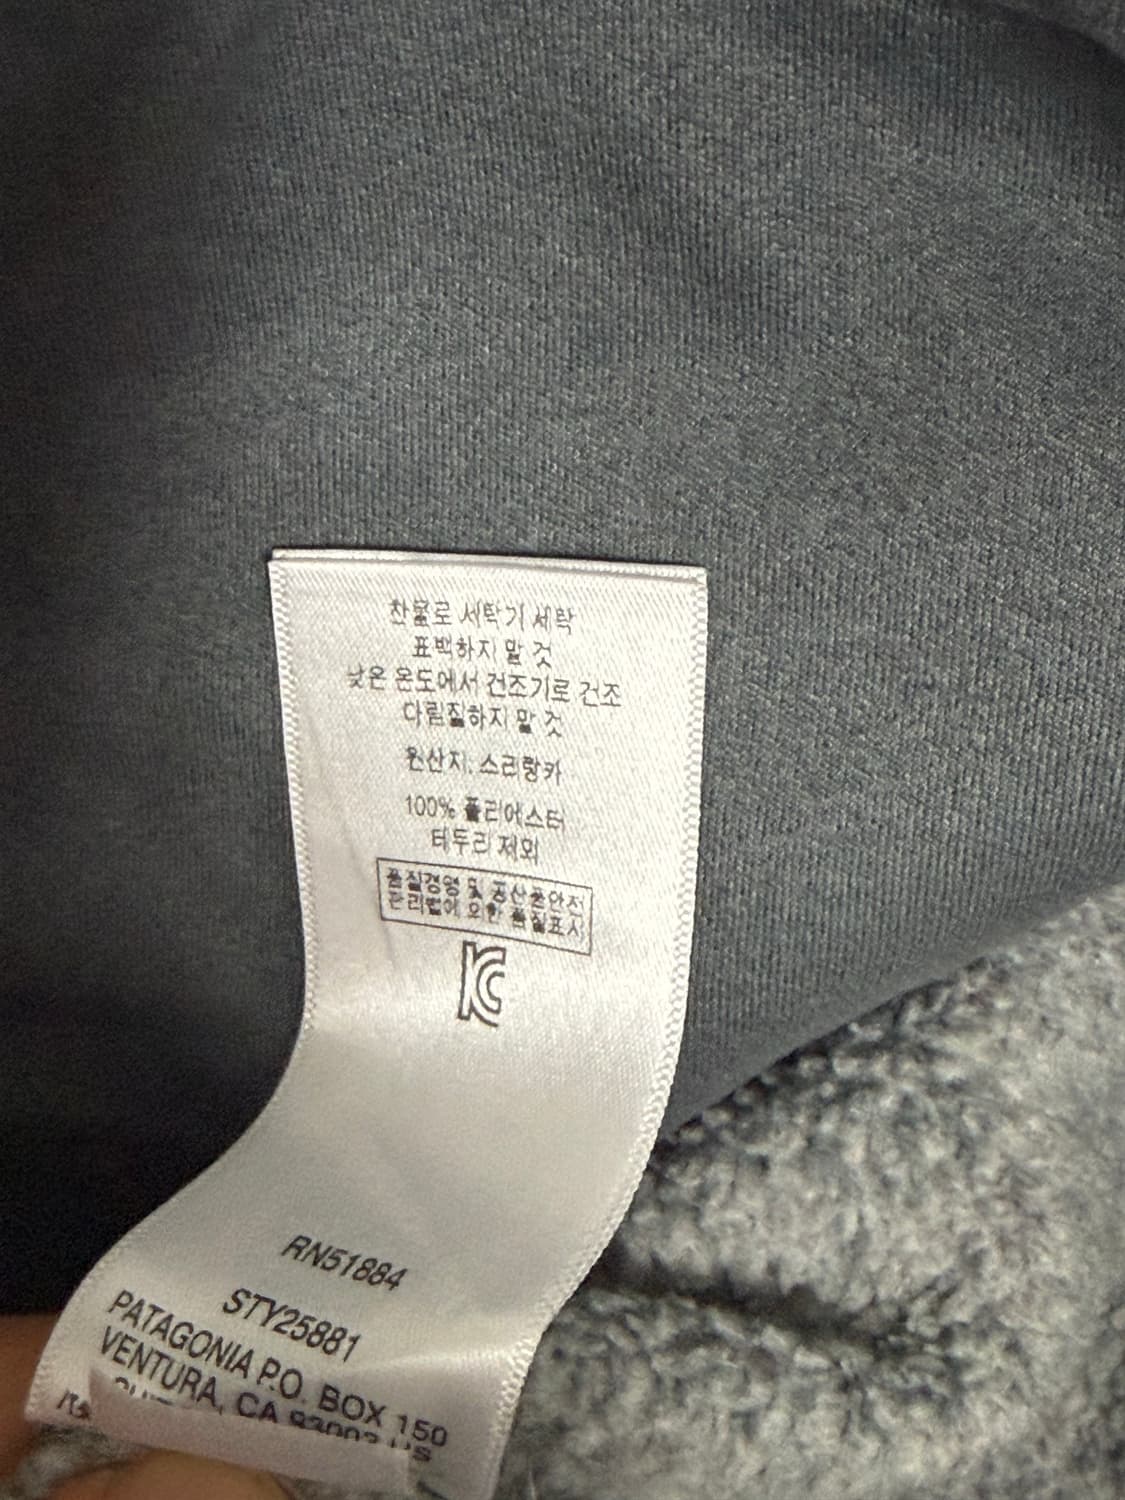 찬물로 세탁기 세탁
표백하지 말 것
낮은 온도에서 건조기로 건조
다림질하지 말 것
원산지: 스리랑카
100% 폴리에스터
테두리 제외
품질경영 및 공산품안전
관리법에 의한 품질표시
KC
RN51884
STY25881
PATAGONIA P.O. BOX 150
VENTURA, CA 93002 US